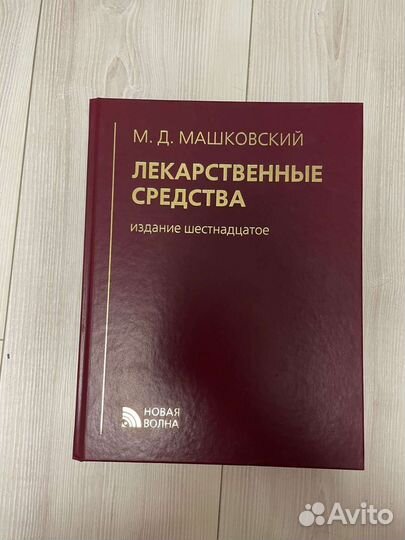 М. Д. МАШКОВСКИЙ
ЛЕКАРСТВЕННЫЕ
СРЕДСТВА
издание шестнадцатое
НОВАЯ
ВОЛНА
Avito